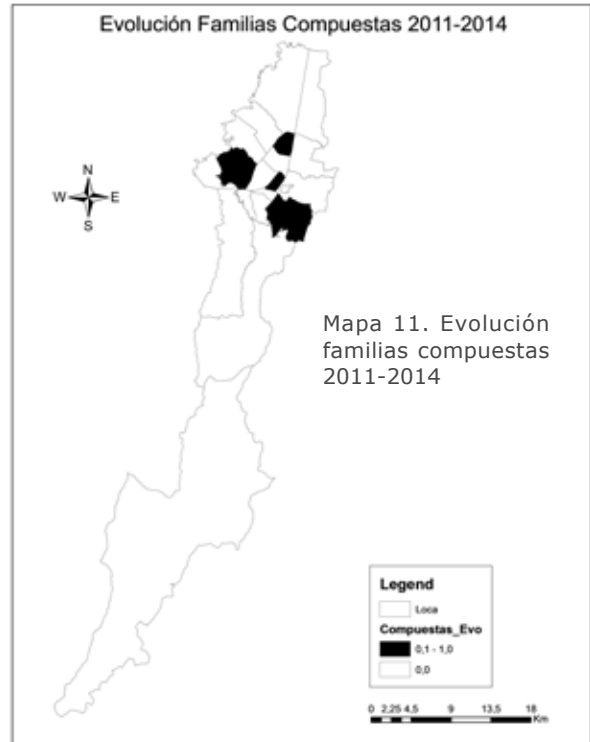 Evolución Familias Compuestas 2011-2014
N
W E
S
Mapa 11. Evolución
familias compuestas
2011-2014
Legend
Loca
Compuestas_Evo
0,1 - 1,0
0,0
0 2,25 4,5 9 13,5 18
Km